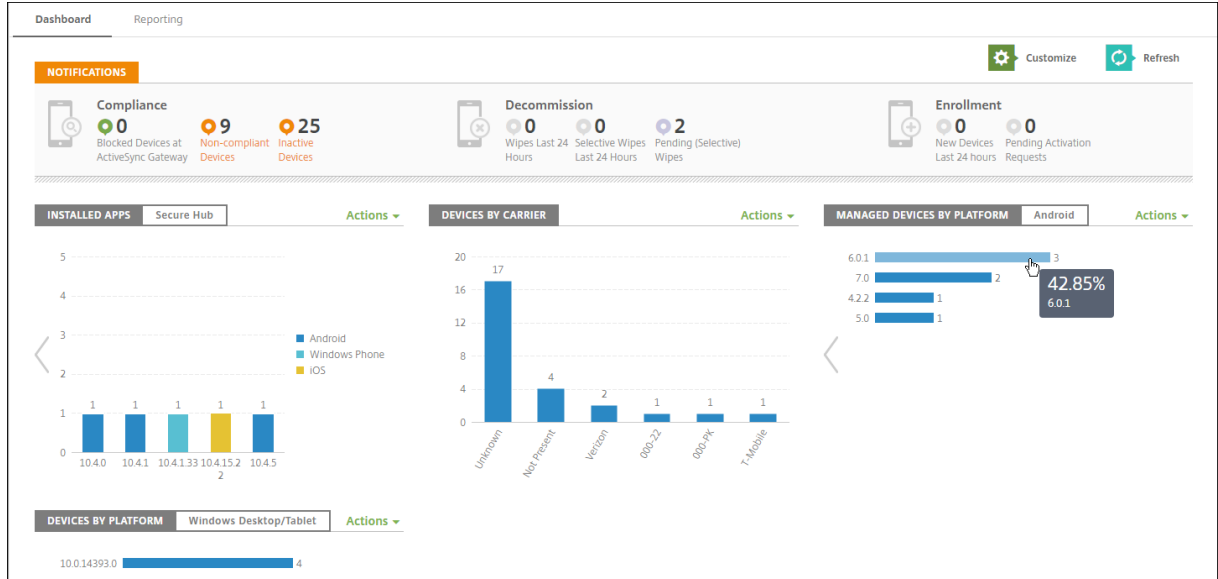 Dashboard Reporting
Customize Refresh
NOTIFICATIONS
Compliance
0 9 25
Blocked Devices at Non-compliant Inactive
ActiveSync Gateway Devices Devices
Decommission
0 0 2
Wipes Last 24 Selective Wipes Pending (Selective)
Hours Last 24 Hours Wipes
Enrollment
0 0
New Devices Pending Activation
Last 24 hours Requests
INSTALLED APPS Secure Hub Actions
5
4
3
2
1
0
1 1 1 1 1
10.4.0 10.4.1 10.4.1.33 10.4.15.2 10.4.5
2
Android
Windows Phone
iOS
DEVICES BY CARRIER Actions
20
16
12
8
4
0
17
4
2
1
1
1
Unknown
Not Present
Verizon
000-22
000-PK
T-Mobile
MANAGED DEVICES BY PLATFORM Android Actions
6.0.1 3
7.0 2
4.2.2 1
5.0 1
42.85%
6.0.1
DEVICES BY PLATFORM Windows Desktop/Tablet Actions
10.0.14393.0 4